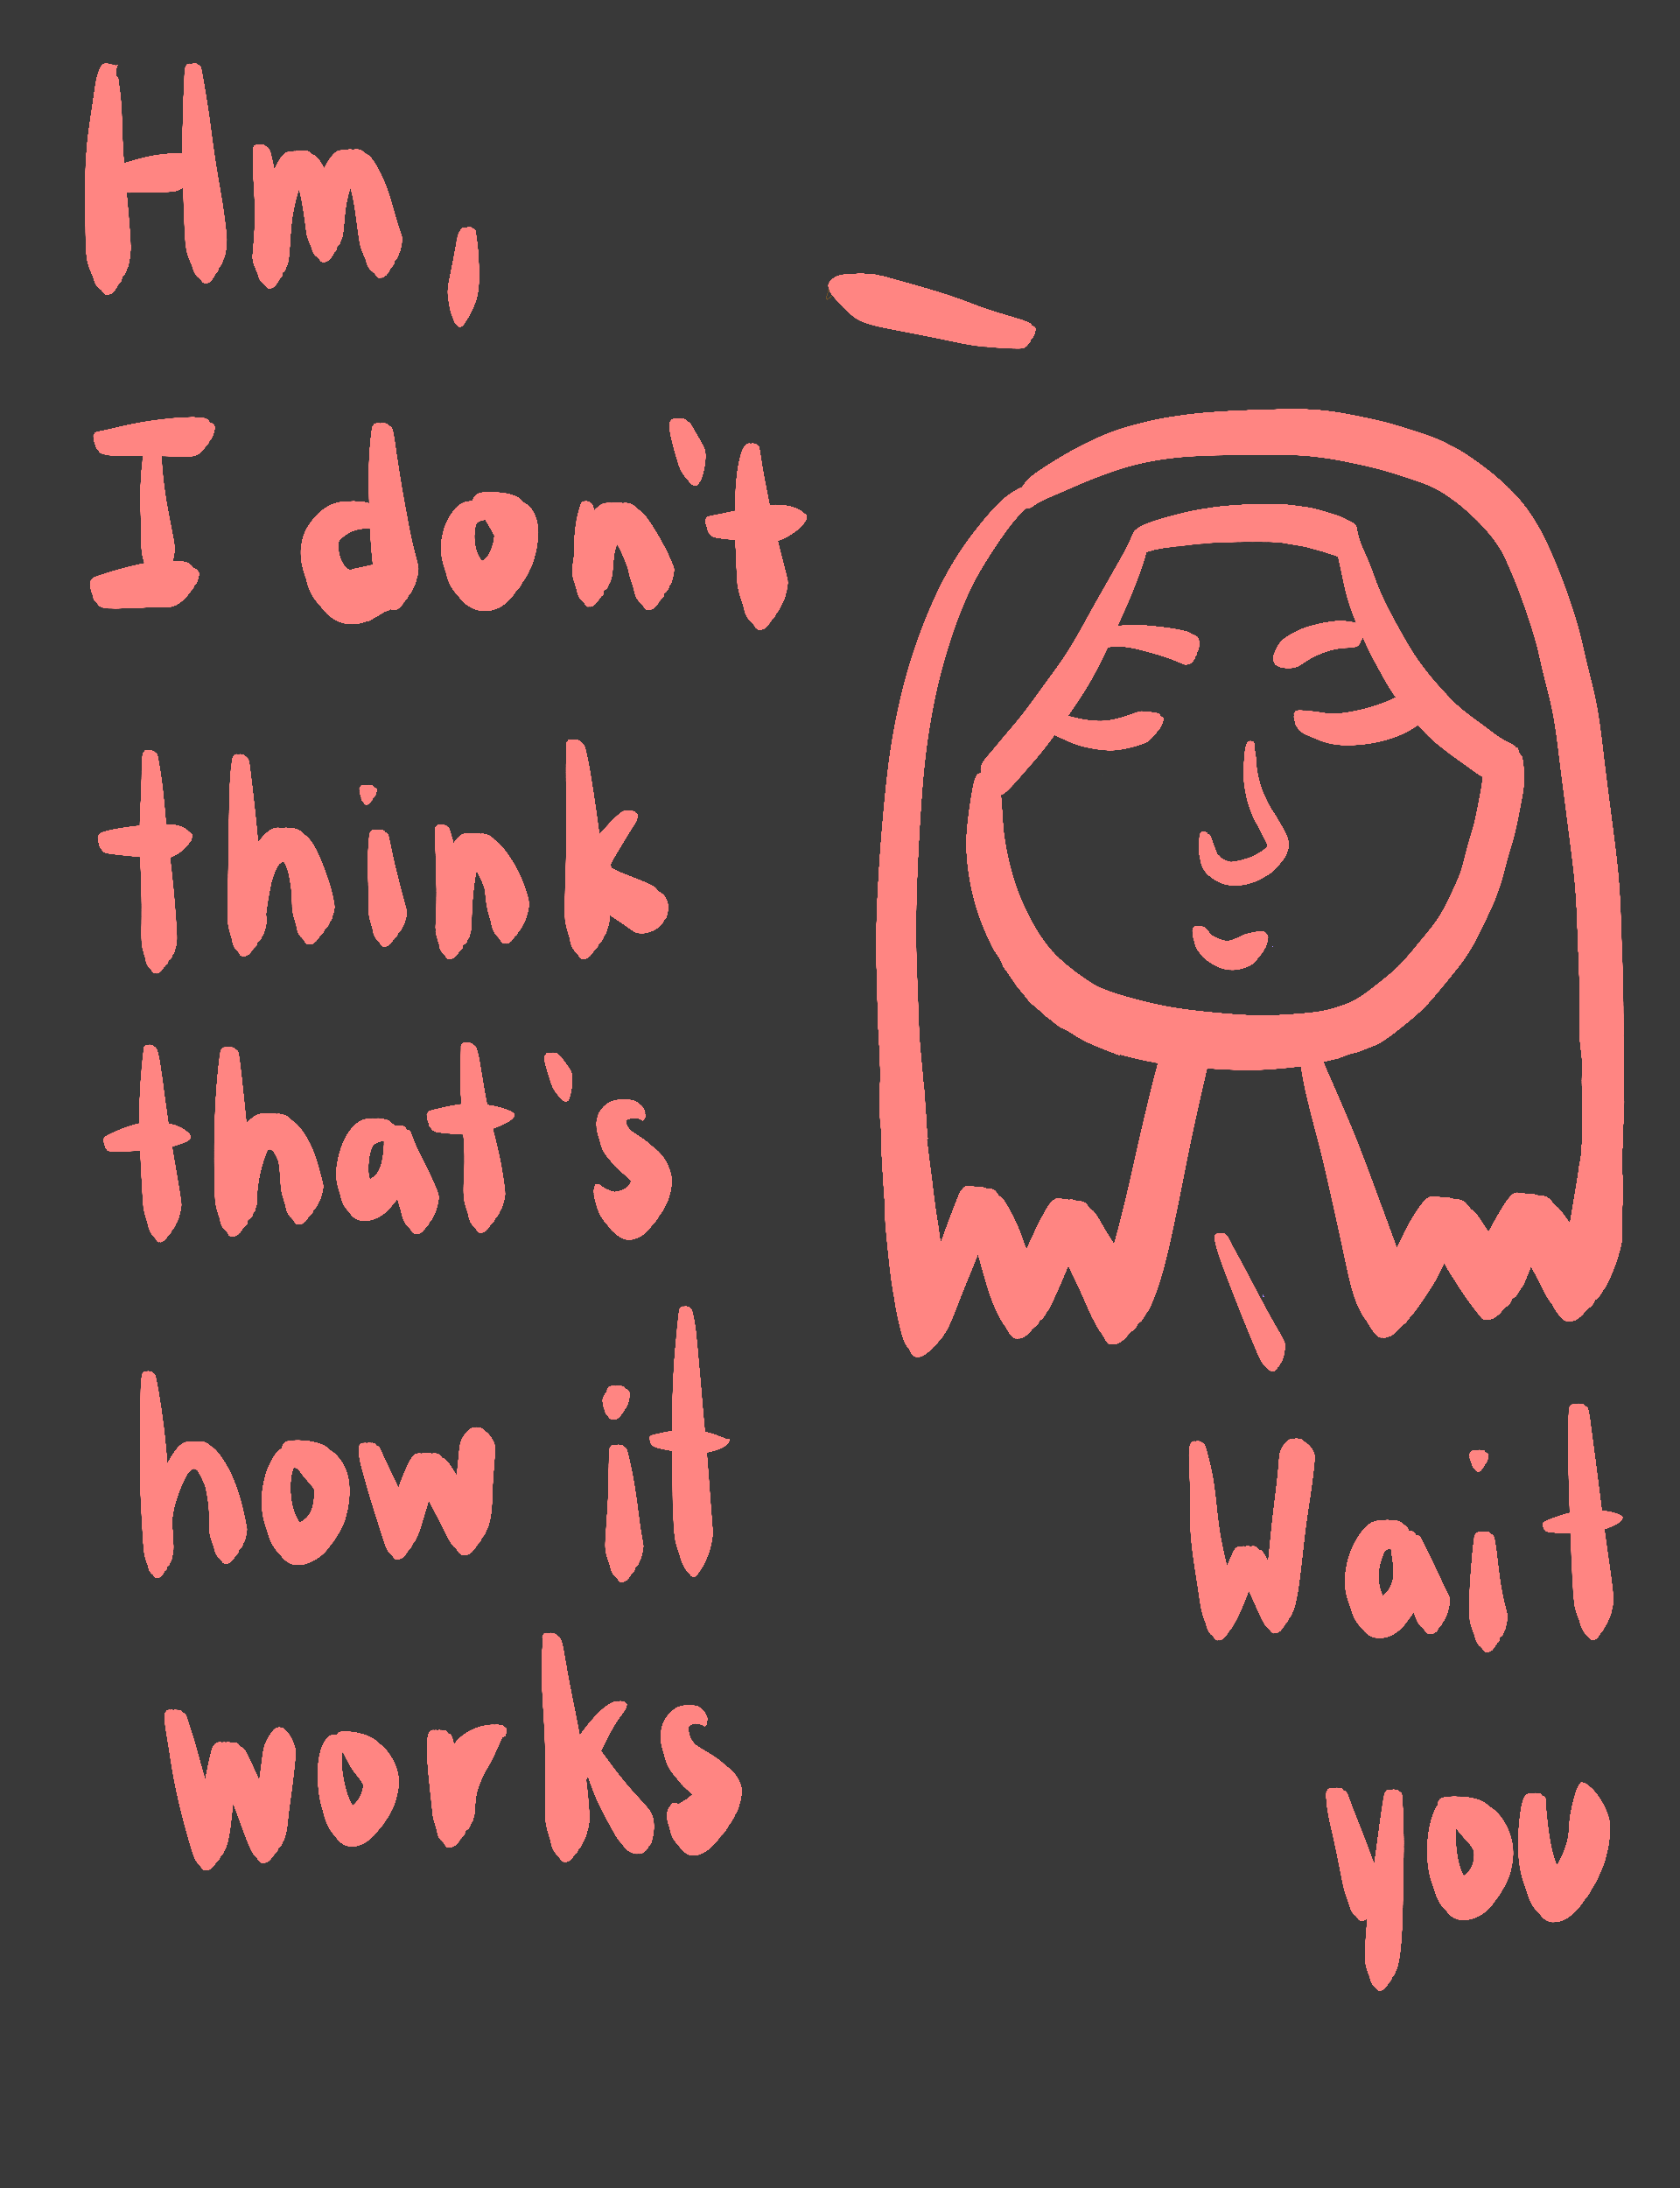 Hm,
I don't
think
that's
how it
works
Wait
you